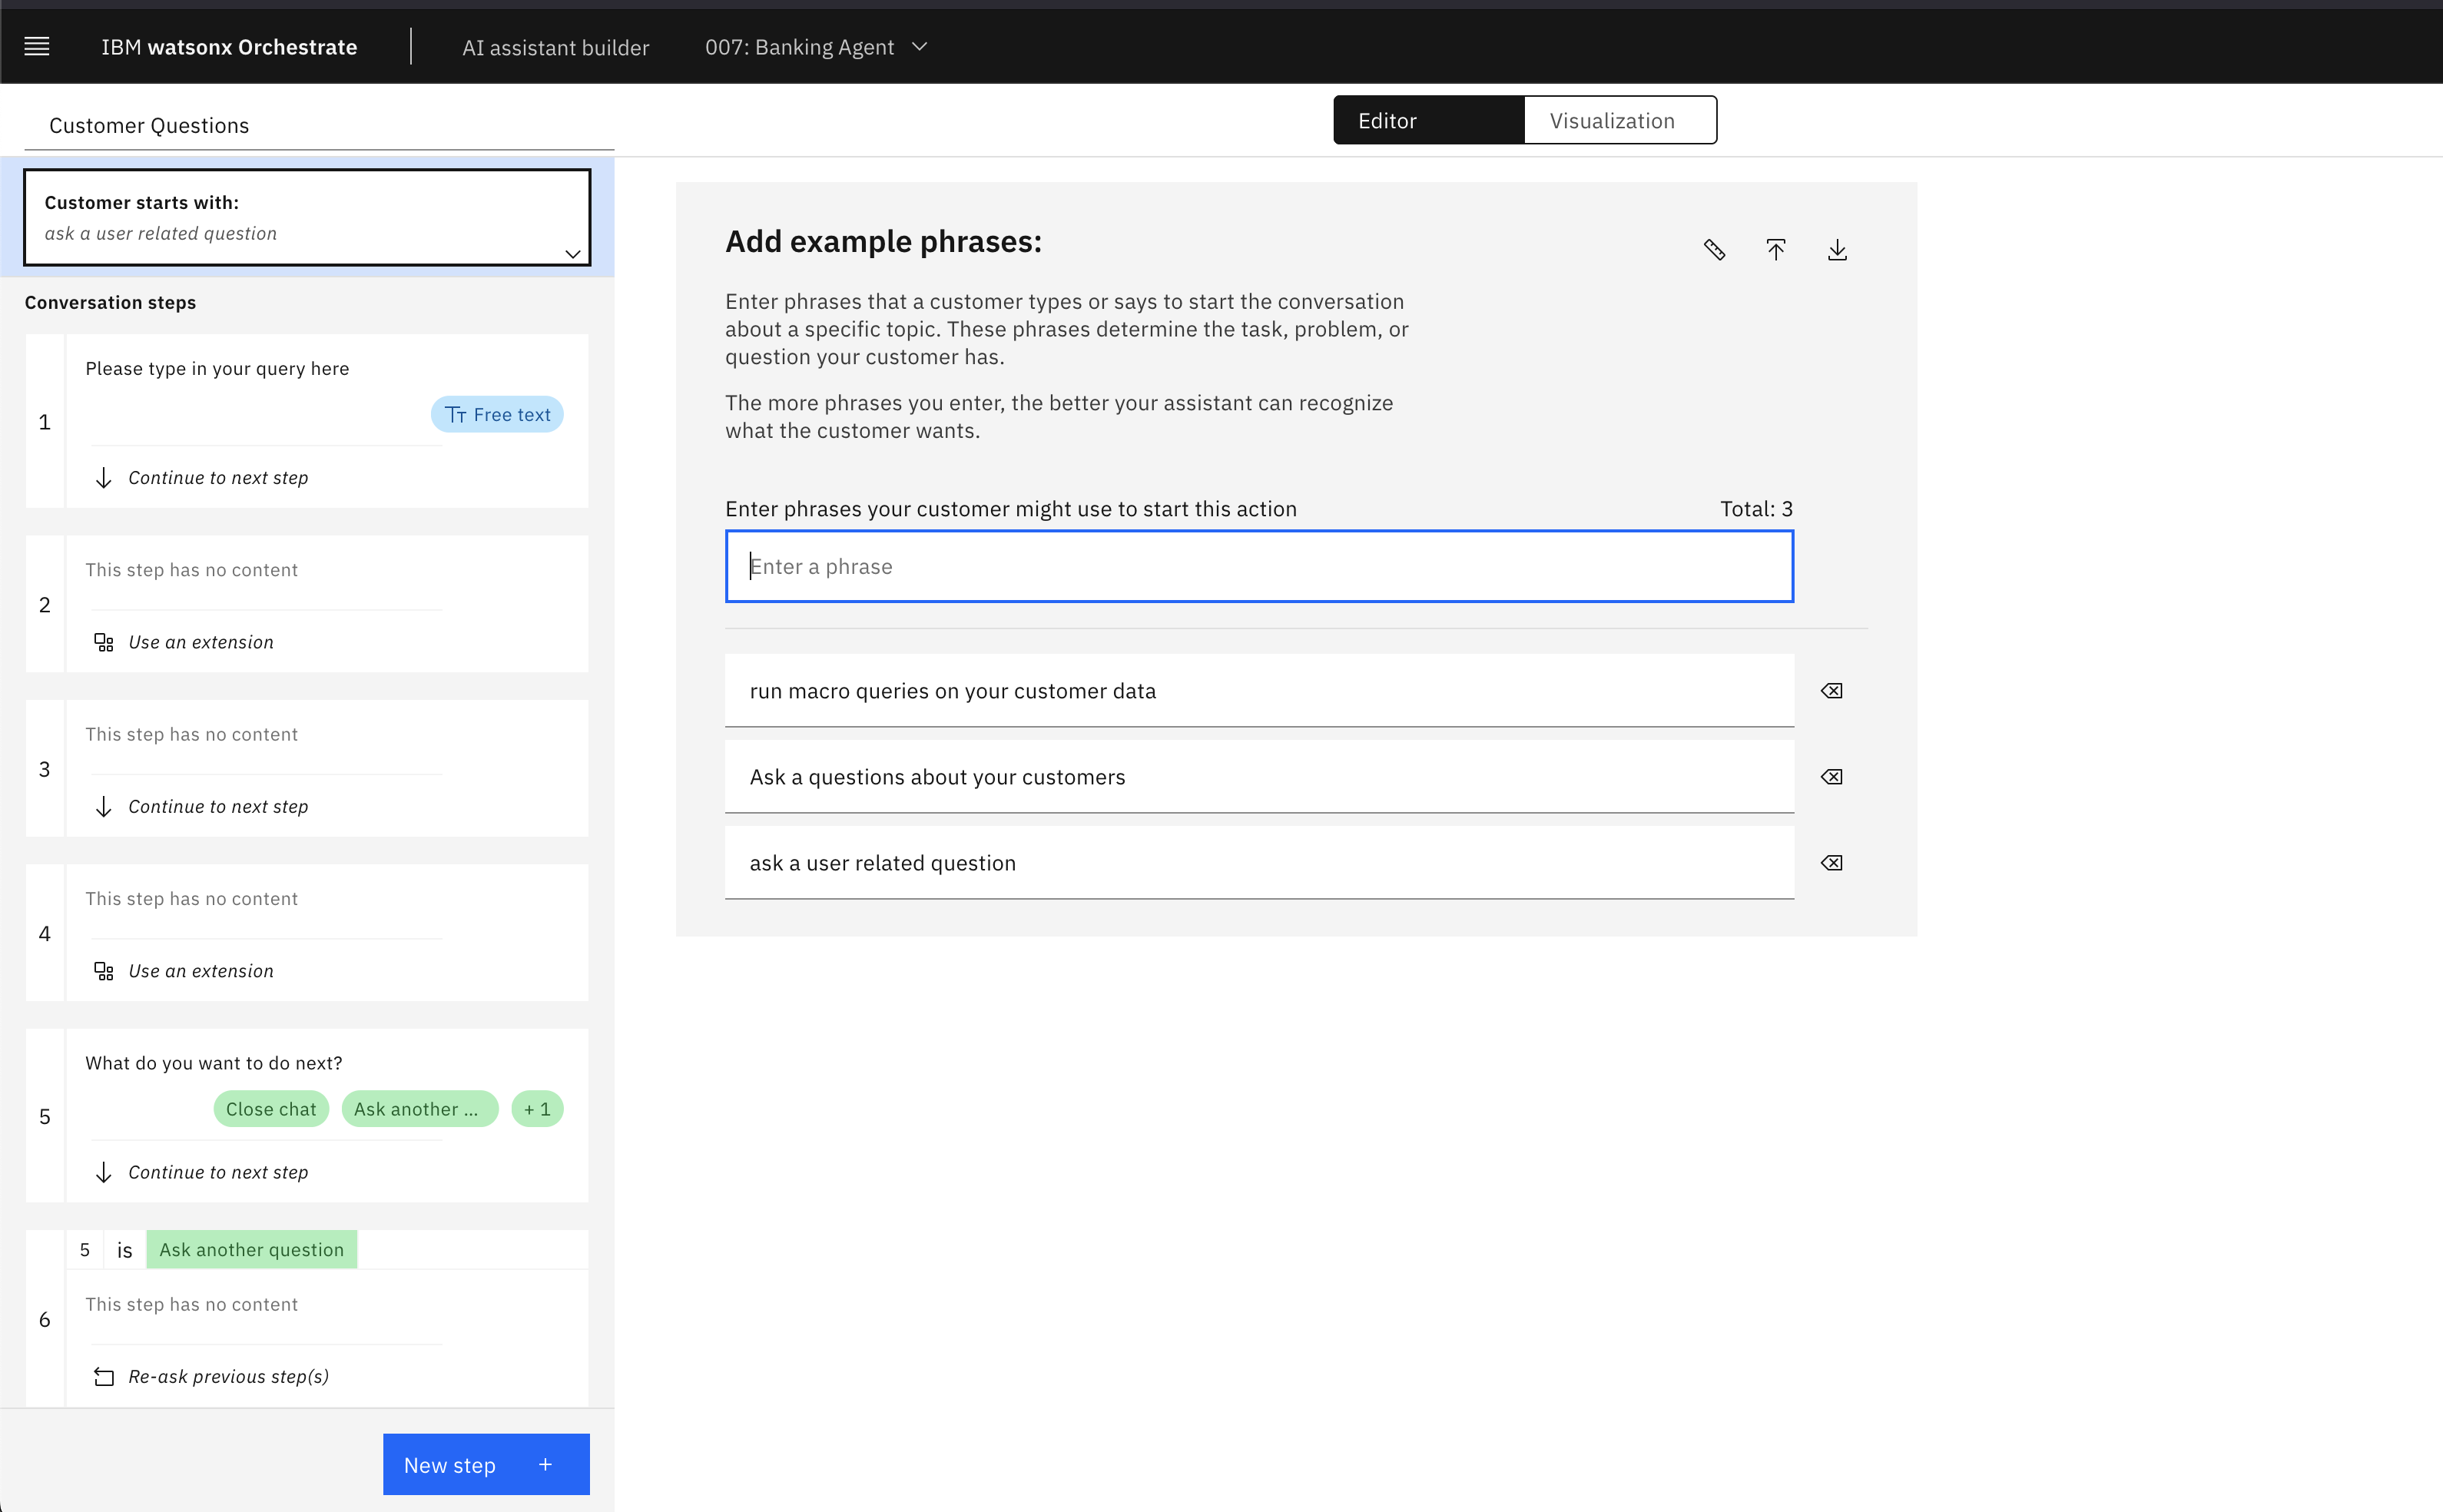 IBM watsonx Orchestrate
AI assistant builder
007: Banking Agent
Customer Questions
Editor
Visualization
Customer starts with:
ask a user related question
Conversation steps
1
Please type in your query here
Free text
Continue to next step
2
This step has no content
Use an extension
3
This step has no content
Continue to next step
4
This step has no content
Use an extension
5
What do you want to do next?
Close chat
Ask another ...
+ 1
Continue to next step
6
5 is Ask another question
This step has no content
Re-ask previous step(s)
New step +
Add example phrases:
Enter phrases that a customer types or says to start the conversation
about a specific topic. These phrases determine the task, problem, or
question your customer has.
The more phrases you enter, the better your assistant can recognize
what the customer wants.
Enter phrases your customer might use to start this action
Total: 3
Enter a phrase
run macro queries on your customer data
Ask a questions about your customers
ask a user related question